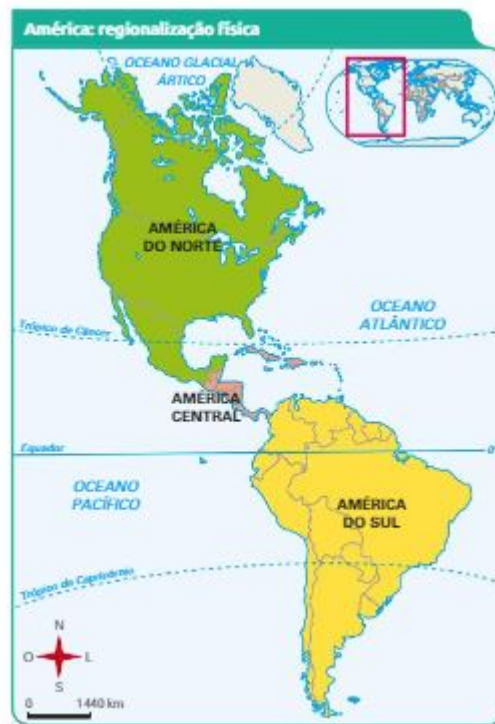 América: regionalização física
OCEANO GLACIAL
ÁRTICO
AMÉRICA
DO NORTE
OCEANO
ATLÂNTICO
Trópico de Câncer
AMÉRICA
CENTRAL
Equador
0
OCEANO
PACÍFICO
AMÉRICA
DO SUL
Trópico de Capricórnio
N
O
L
S
0
1440 km